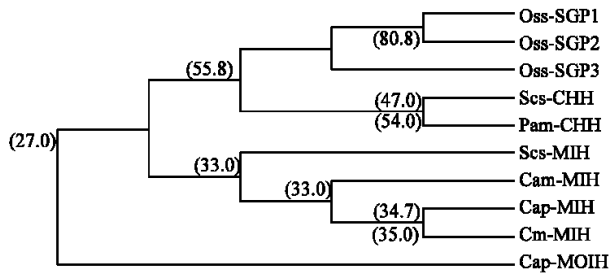 Oss-SGP1
(80.8)
Oss-SGP2
(55.8)
Oss-SGP3
(47.0)
Scs-CHH
(54.0)
Pam-CHH
(27.0)
(33.0)
Scs-MIH
(33.0)
Cam-MIH
(34.7)
Cap-MIH
(35.0)
Cm-MIH
Cap-MOIH